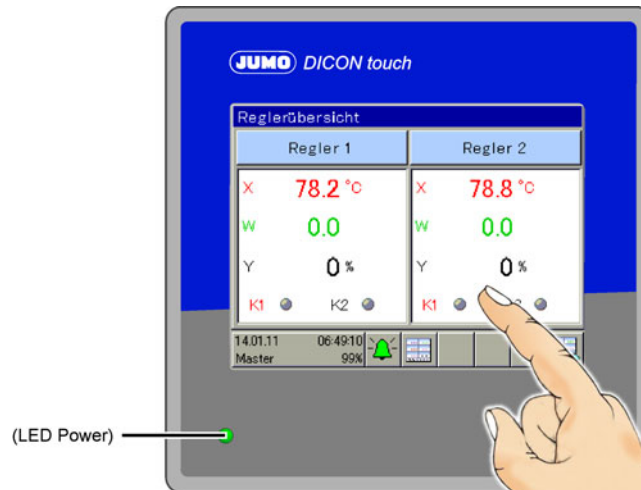 JUMO DICON touch
Reglerübersicht
Regler 1
Regler 2
X 78.2 °C
X 78.8 °C
W 0.0
W 0.0
Y 0 %
Y 0 %
K1 K2
K1
14.01.11 06:49:10
Master 99%
(LED Power)